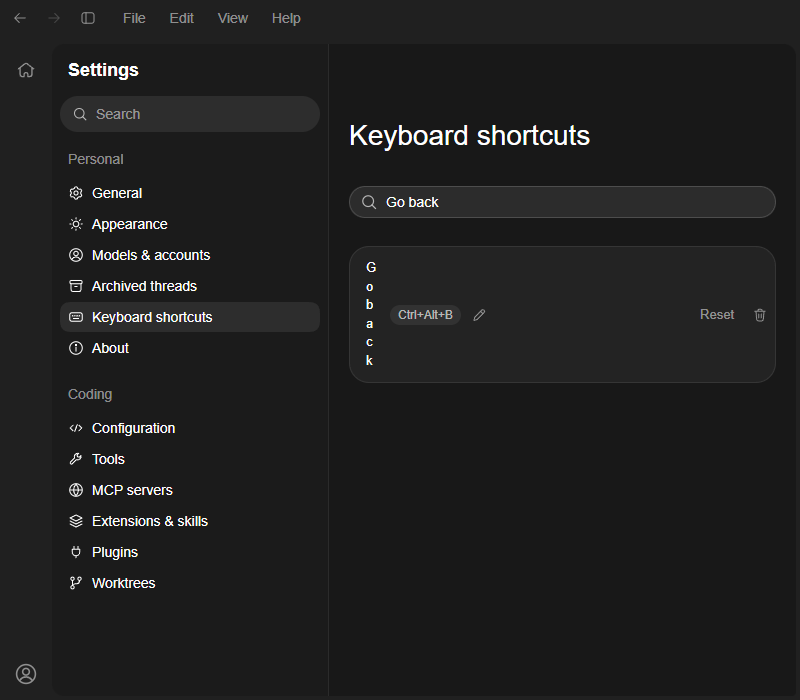 File Edit View Help
Settings
Search
Personal
General
Appearance
Models & accounts
Archived threads
Keyboard shortcuts
About
Coding
Configuration
Tools
MCP servers
Extensions & skills
Plugins
Worktrees
Keyboard shortcuts
Go back
G
o
b
a
c
k
Ctrl+Alt+B
Reset